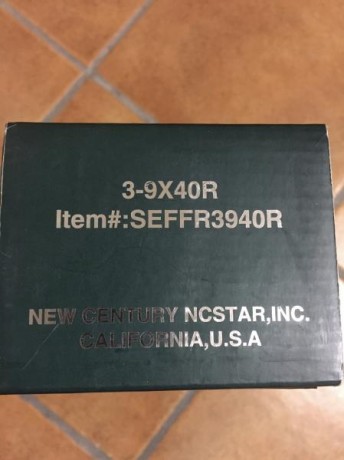 3-9X40R
Item#:SEFFR3940R
NEW CENTURY NCSTAR,INC.
CALIFORNIA,U.S.A